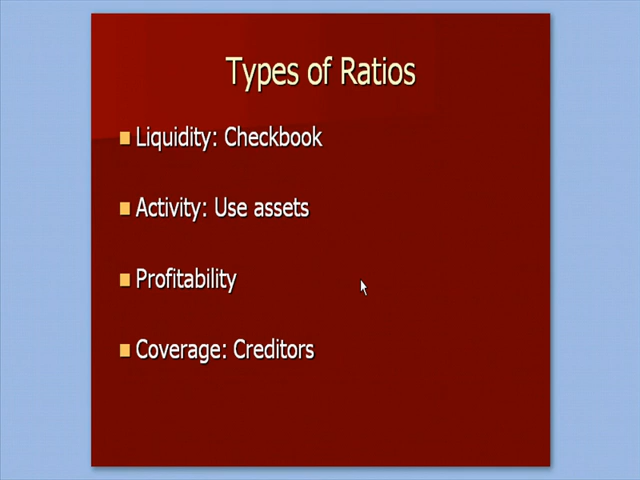 Types of Ratios
Liquidity: Checkbook
Activity: Use assets
Profitability
Coverage: Creditors